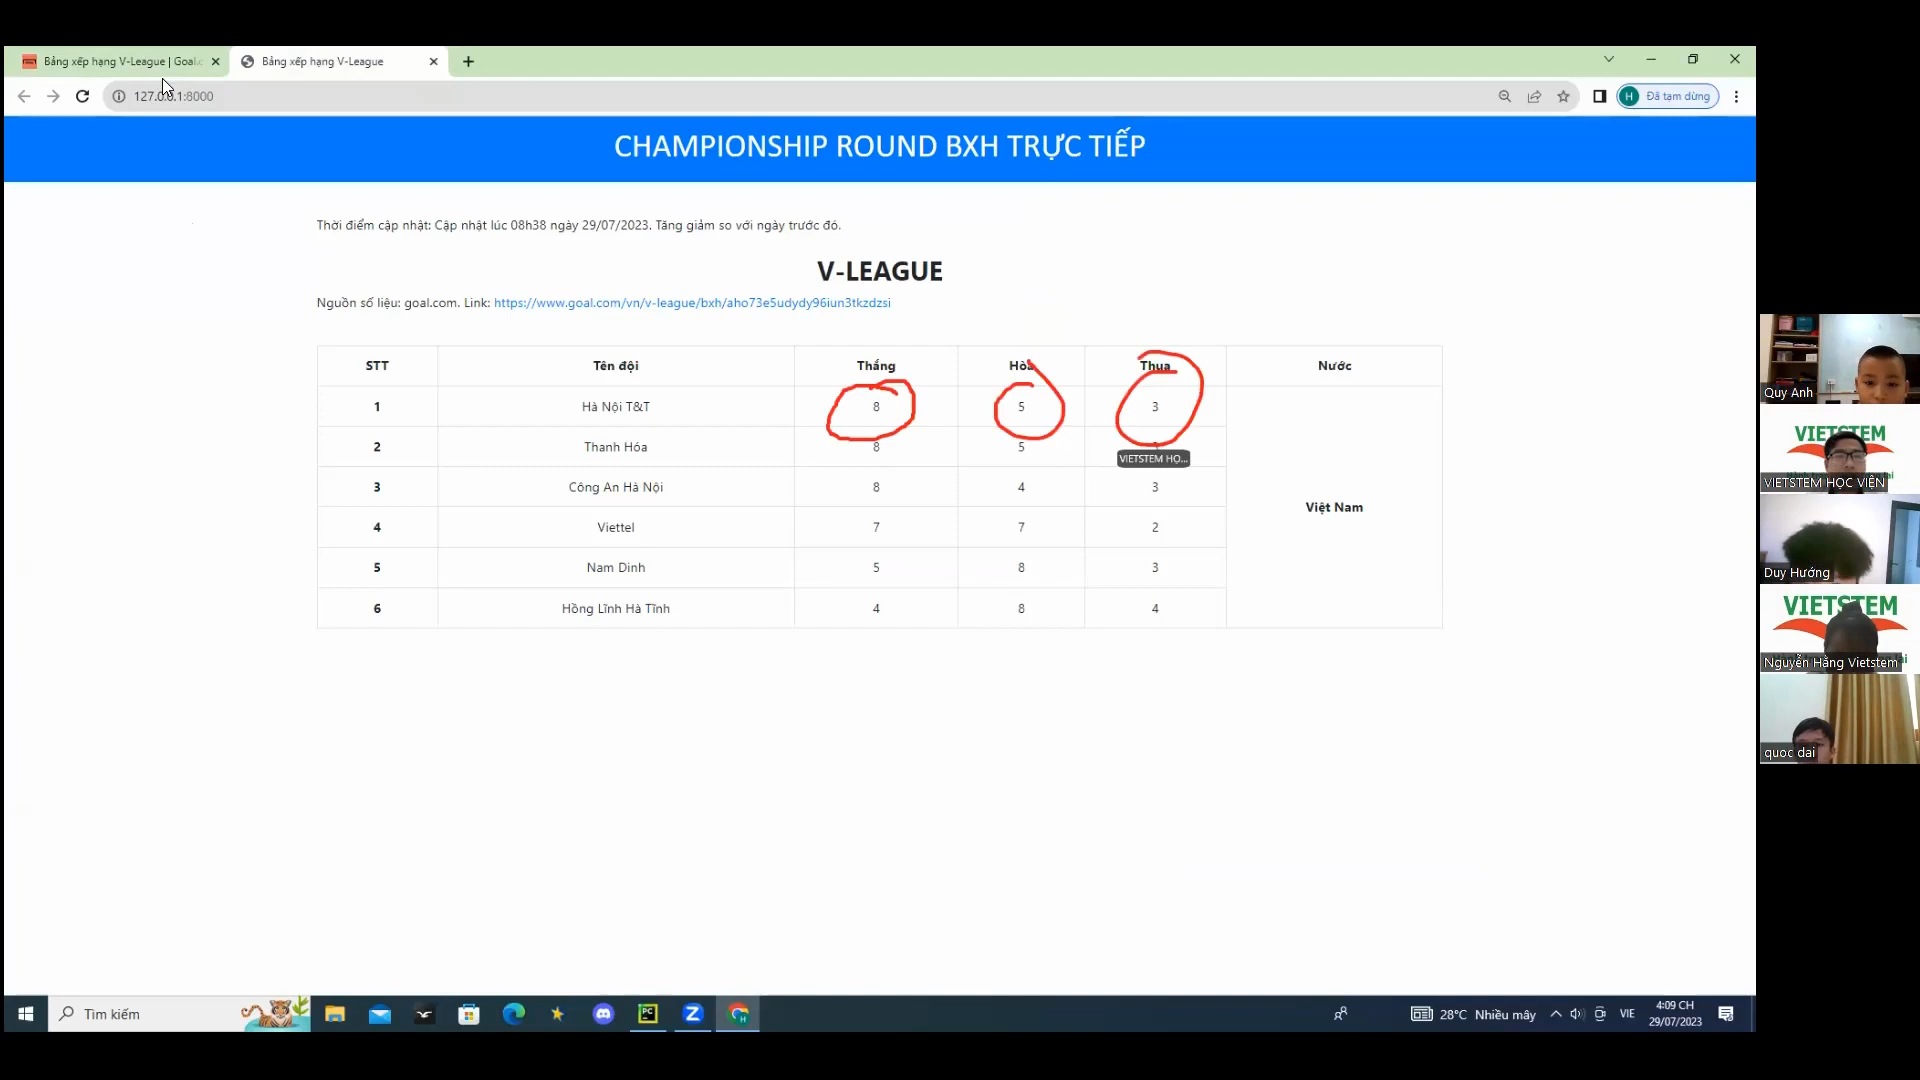 Bảng xếp hạng V-League | Goal.c
Bảng xếp hạng V-League
127.0.0.1:8000
H
Đã tạm dừng
CHAMPIONSHIP ROUND BXH TRỰC TIẾP
Thời điểm cập nhật: Cập nhật lúc 08h38 ngày 29/07/2023. Tăng giảm so với ngày trước đó.
V-LEAGUE
Nguồn số liệu: goal.com. Link: https://www.goal.com/vn/v-league/bxh/aho73e5udydy96iun3tkzdzsi
STT Tên đội Thắng Hòa Thua Nước
1 Hà Nội T&T 8 5 3
2 Thanh Hóa 8 5
VIETSTEM HỌ...
3 Công An Hà Nội 8 4 3
Việt Nam
4 Viettel 7 7 2
5 Nam Dinh 5 8 3
6 Hồng Lĩnh Hà Tĩnh 4 8 4
Quy Anh
VIETSTEM
VIETSTEM HỌC VIỆN
Duy Hướng
VIETSTEM
Nguyễn Hằng Vietstem
quoc dai
Tìm kiếm
PC
Z
28°C Nhiều mây
VIE
4:09 CH
29/07/2023